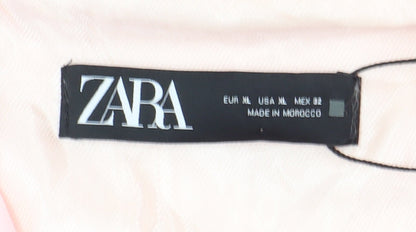 ZARA
EUR XL USA XL MEX 32
MADE IN MOROCCO